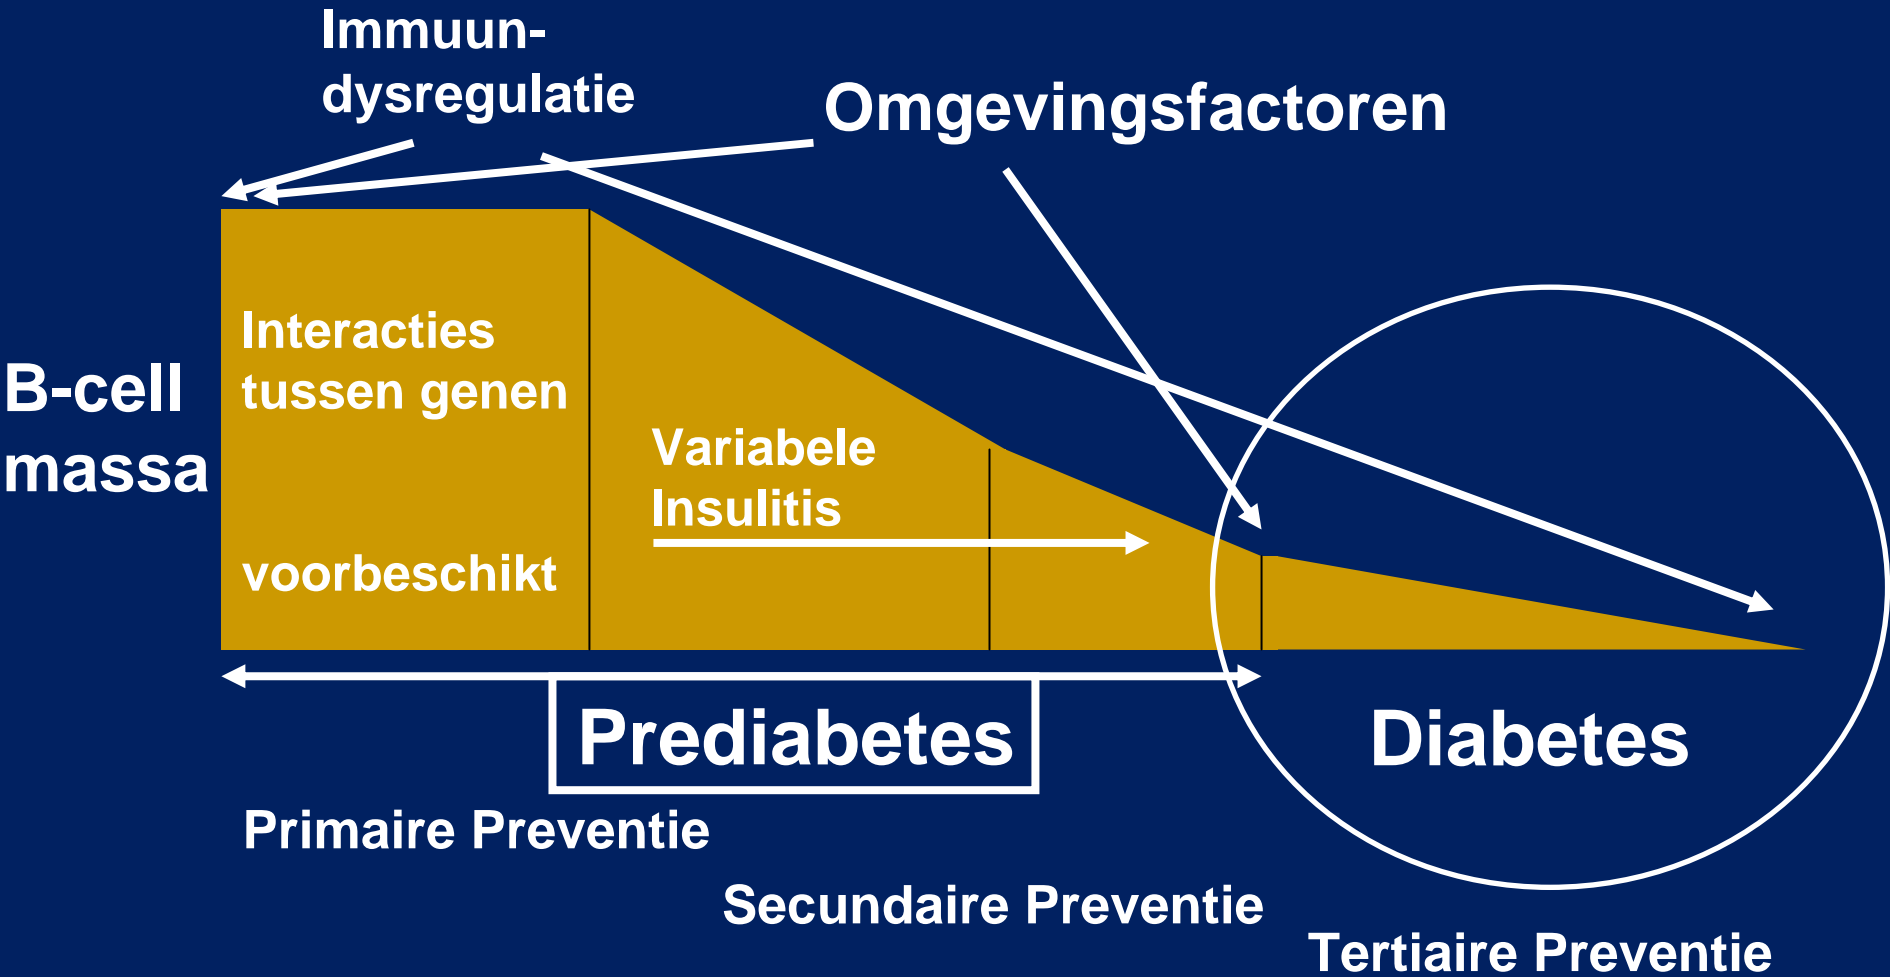 Immuun-
dysregulatie
Omgevingsfactoren
Interacties
tussen genen
B-cell
massa
Variabele
Insulitis
voorbeschikt
Prediabetes
Diabetes
Primaire Preventie
Secundaire Preventie
Tertiaire Preventie